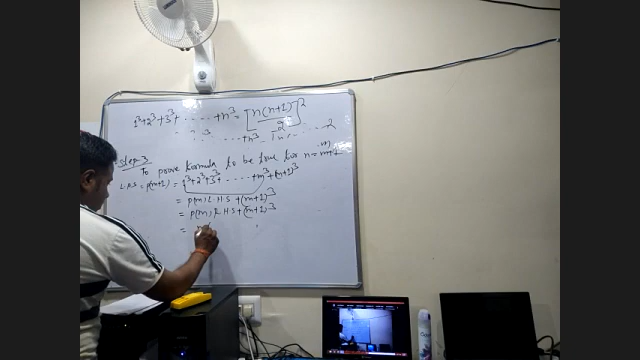 1³+2³+3³+ ...... +n³ = [n(n+1)/2]²
Step 3
To prove formula to be true for n=m+1
L.H.S = P(m+1) = 1³+2³+3³+ ..... +m³+(m+1)³
= P(m) L.H.S + (m+1)³
= P(m) R.H.S + (m+1)³
=